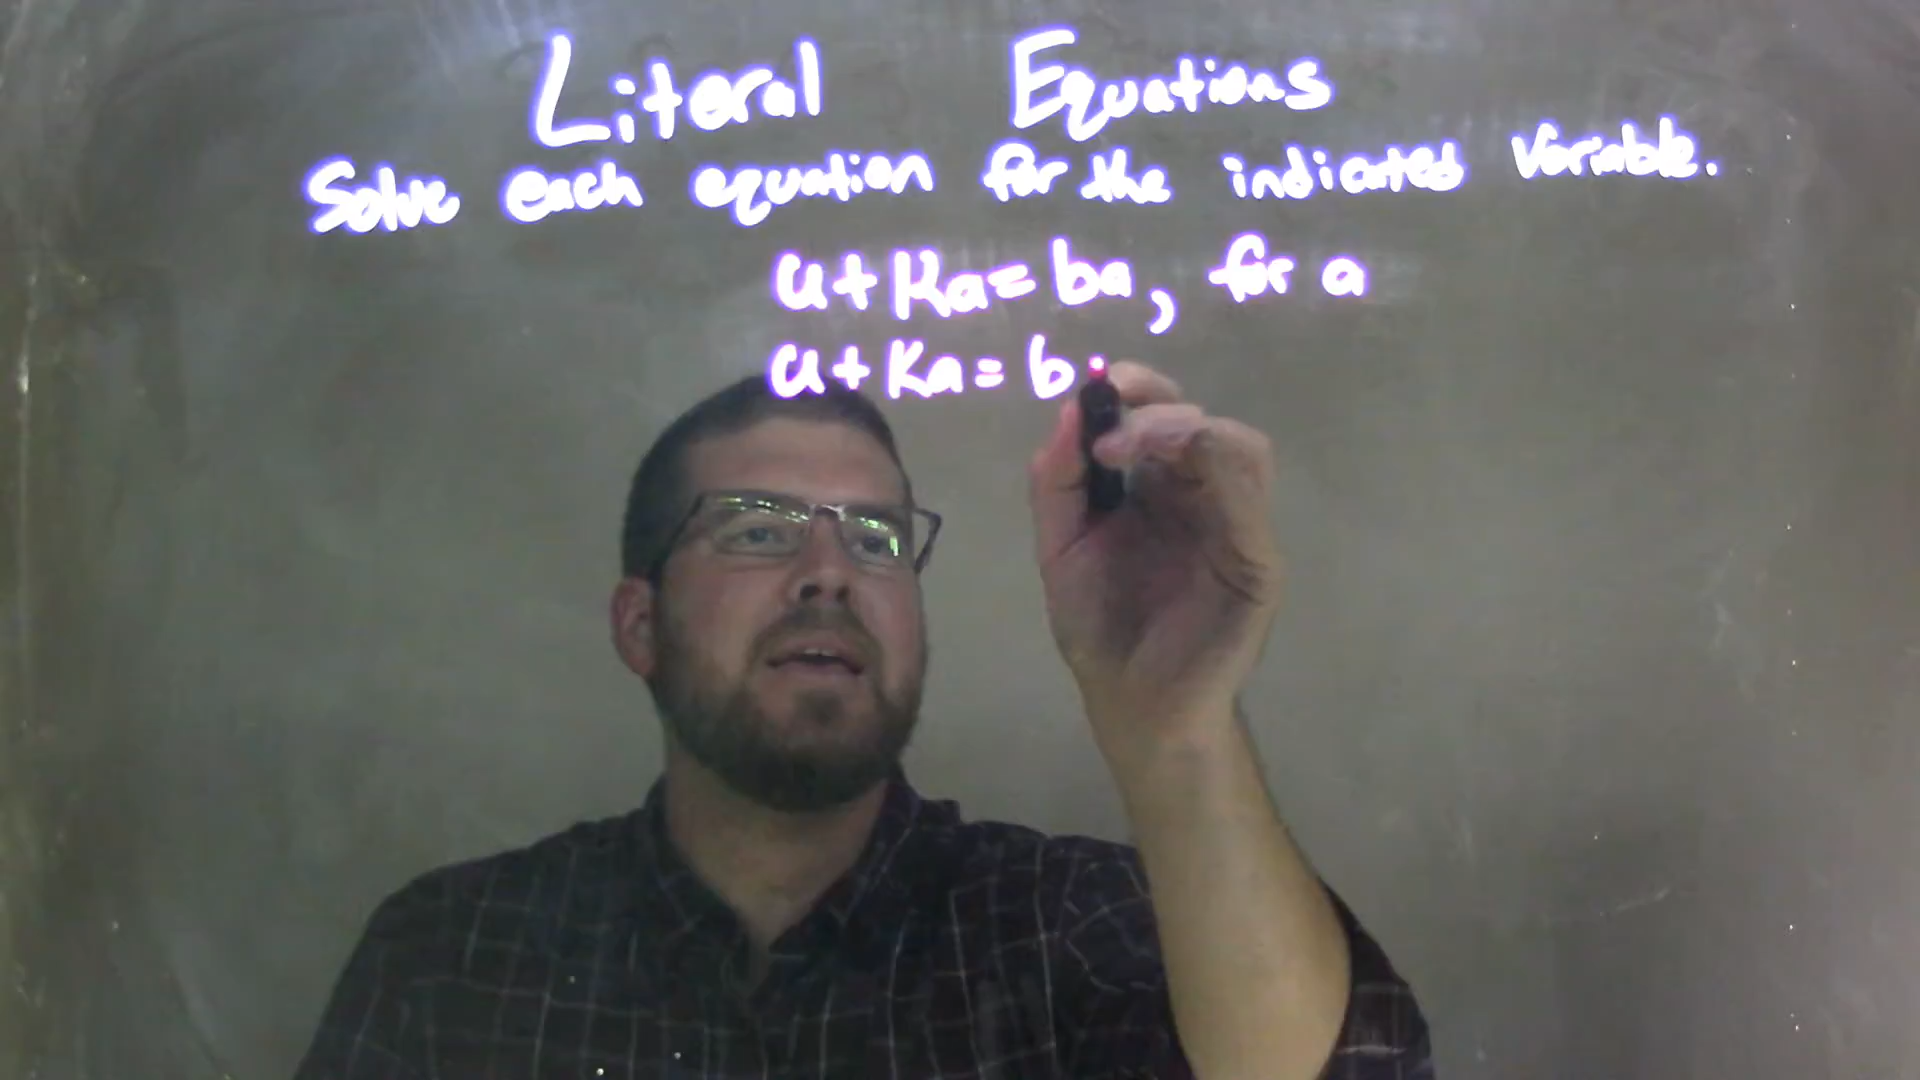 Literal Equations
Solve each equation for the indicated variable.
u + Ka = ba, for a
u + Ka = b